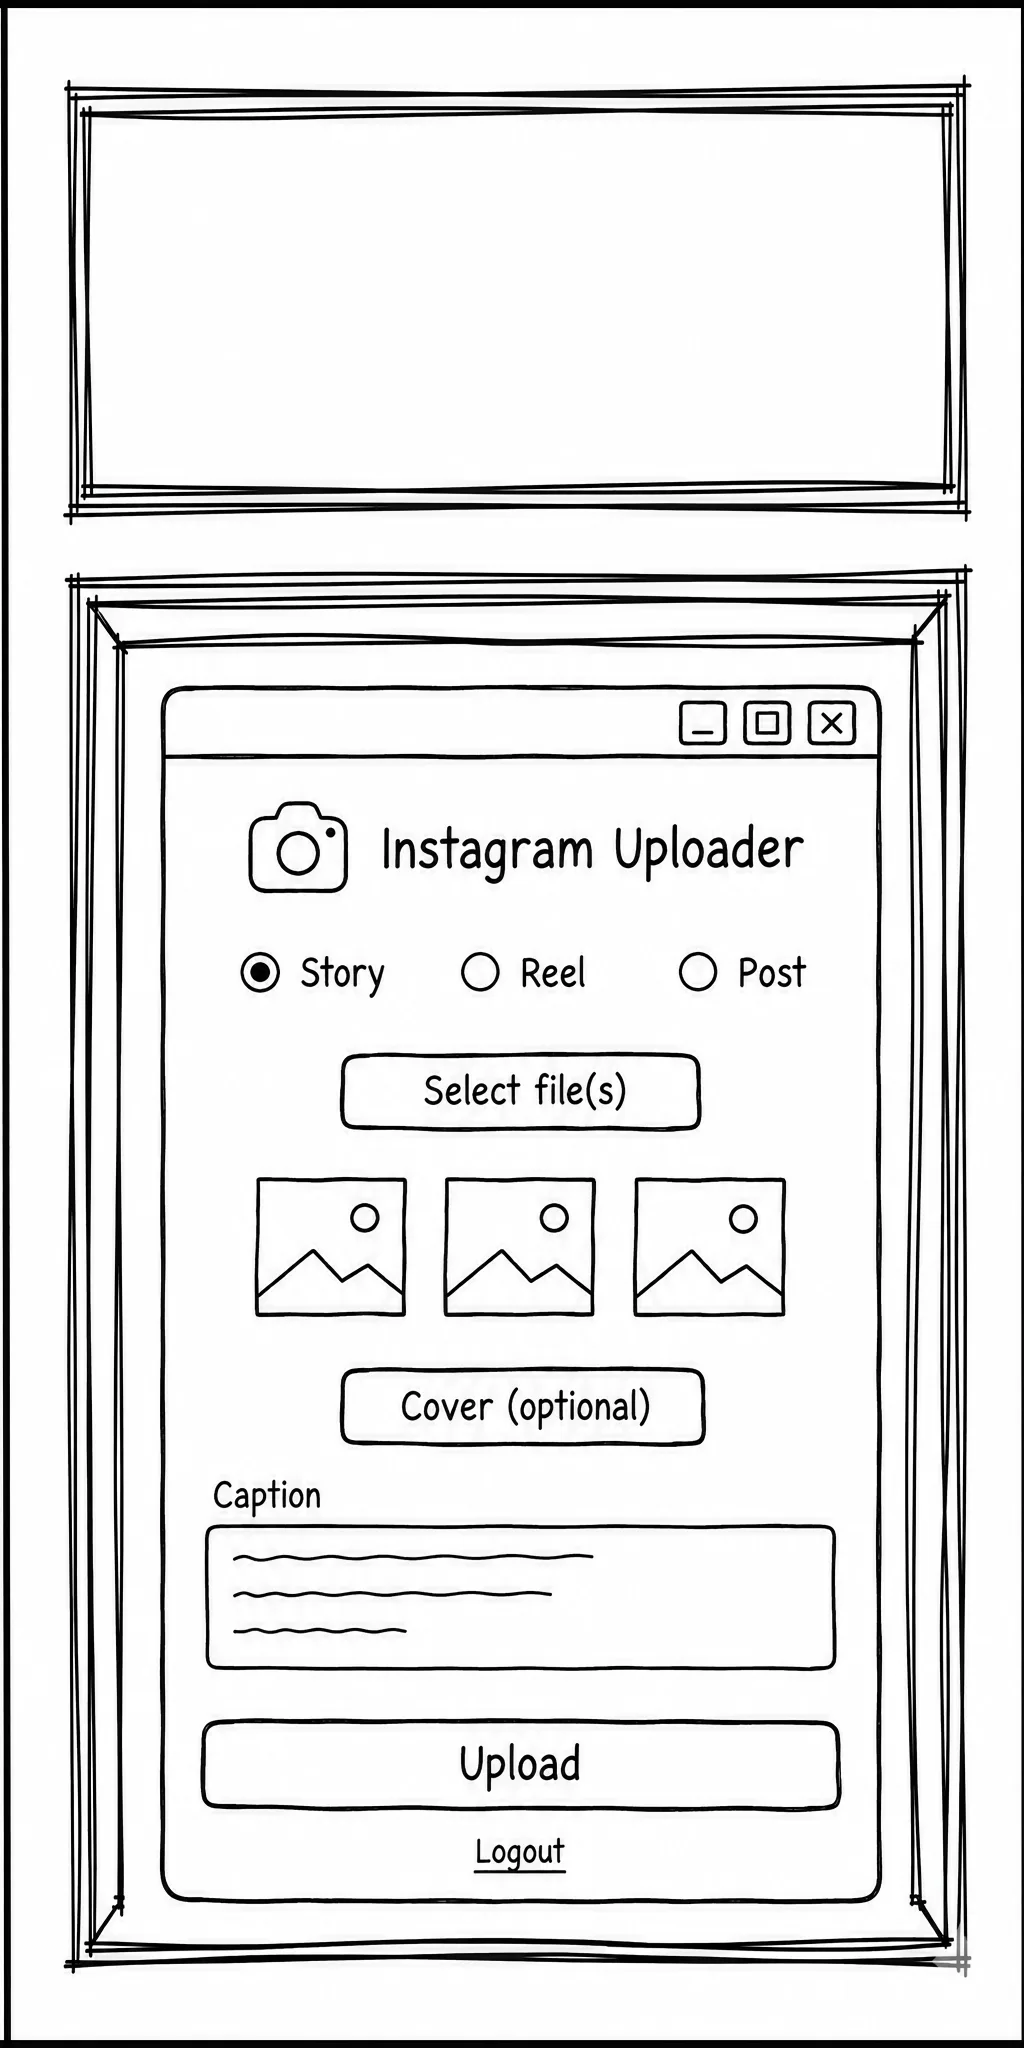 Instagram Uploader
Story Reel Post
Select file(s)
Cover (optional)
Caption
Upload
Logout